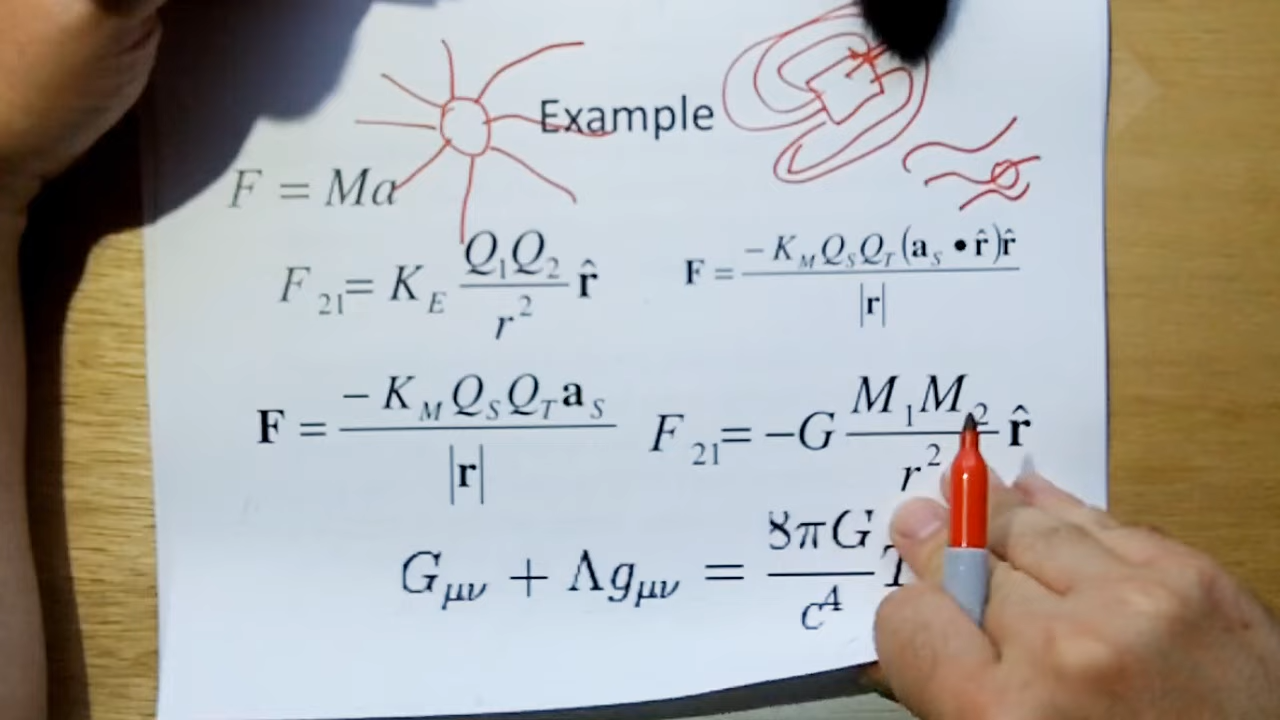 Example
F = Ma
F₂₁ = K_E Q₁Q₂ / r² r̂
F = −K_M Q_S Q_T (a_S • r̂)r̂ / |r|
F = −K_M Q_S Q_T a_S / |r|
F₂₁ = −G M₁M₂ / r² r̂
G_μν + Λg_μν = 8πG / c⁴